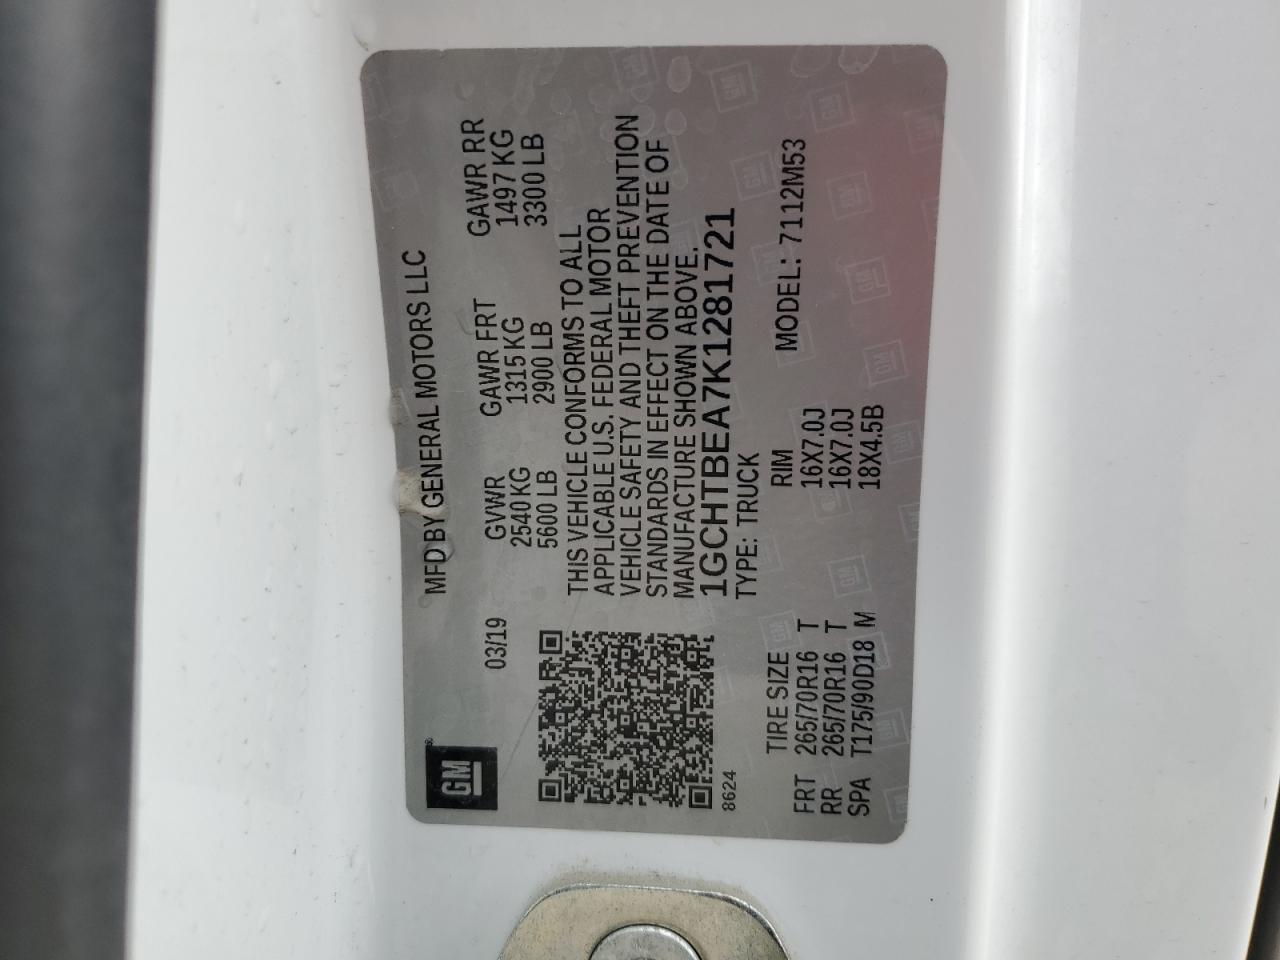 MFD BY GENERAL MOTORS LLC
GM
03/19
GVWR GAWR FRT GAWR RR
2540 KG 1315 KG 1497 KG
5600 LB 2900 LB 3300 LB
THIS VEHICLE CONFORMS TO ALL
APPLICABLE U.S. FEDERAL MOTOR
VEHICLE SAFETY AND THEFT PREVENTION
STANDARDS IN EFFECT ON THE DATE OF
MANUFACTURE SHOWN ABOVE.
1GCHTBEA7K1281721
8624
TYPE: TRUCK MODEL: 7112M53
TIRE SIZE RIM
FRT 265/70R16 T 16X7.0J
RR 265/70R16 T 16X7.0J
SPA T175/90D18 M 18X4.5B